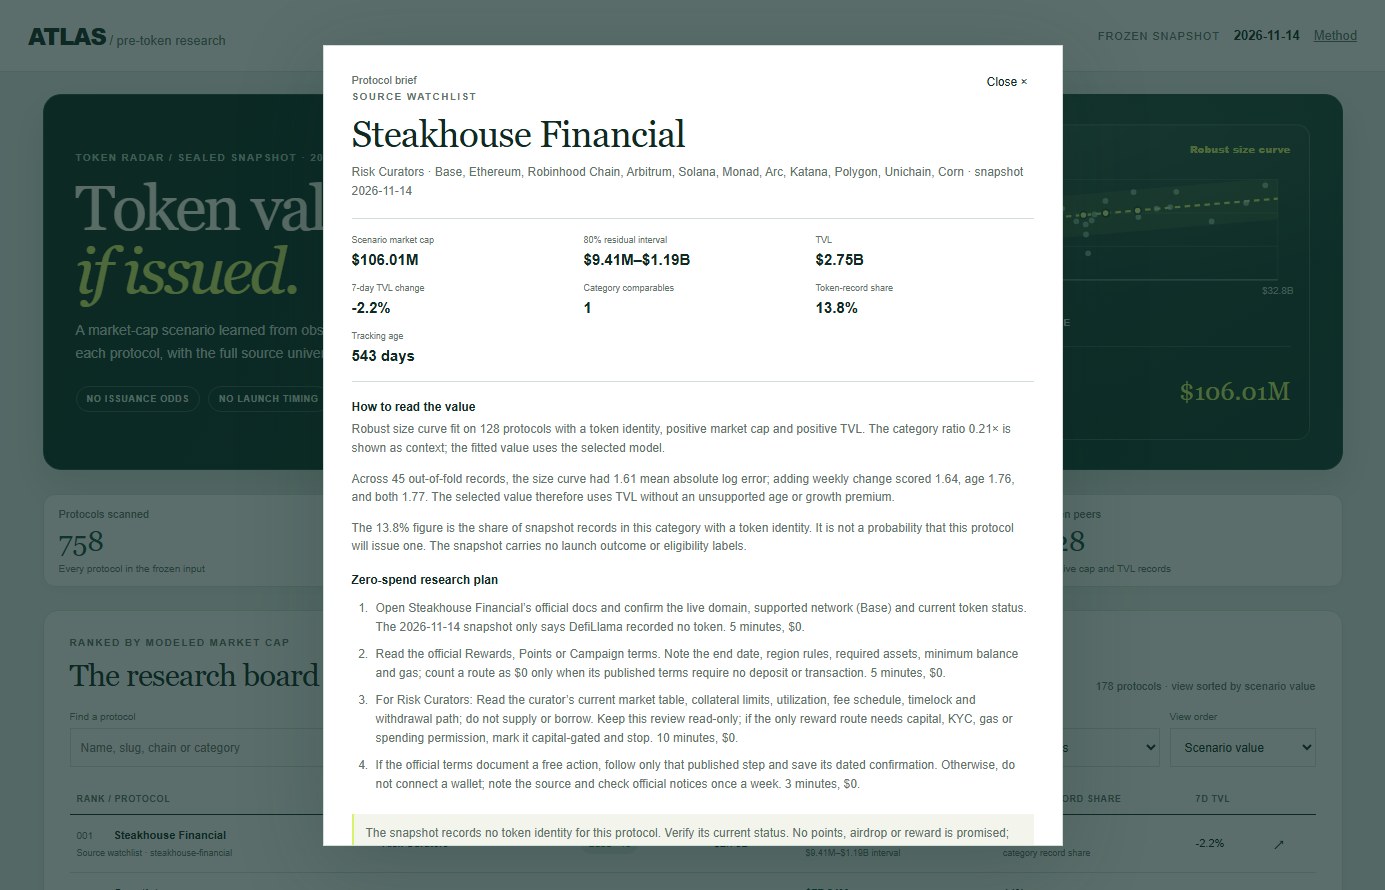 ATLAS / pre-token research
FROZEN SNAPSHOT 2026-11-14 Method
TOKEN RADAR / SEALED SNAPSHOT · 20
Token val
if issued.
A market-cap scenario learned from obs
each protocol, with the full source univer
NO ISSUANCE ODDS NO LAUNCH TIMING
Robust size curve
$32.8B
$106.01M
Protocols scanned
758
Every protocol in the frozen input
n peers
28
ive cap and TVL records
RANKED BY MODELED MARKET CAP
The research board
178 protocols · view sorted by scenario value
Find a protocol
Name, slug, chain or category
View order
Scenario value
RANK / PROTOCOL
ORD SHARE
7D TVL
001 Steakhouse Financial
Source watchlist · steakhouse-financial
$9.41M–$1.19B interval
category record share
-2.2%
Protocol brief
Close ×
SOURCE WATCHLIST
Steakhouse Financial
Risk Curators · Base, Ethereum, Robinhood Chain, Arbitrum, Solana, Monad, Arc, Katana, Polygon, Unichain, Corn · snapshot
2026-11-14
Scenario market cap
$106.01M
80% residual interval
$9.41M–$1.19B
TVL
$2.75B
7-day TVL change
-2.2%
Category comparables
1
Token-record share
13.8%
Tracking age
543 days
How to read the value
Robust size curve fit on 128 protocols with a token identity, positive market cap and positive TVL. The category ratio 0.21× is
shown as context; the fitted value uses the selected model.
Across 45 out-of-fold records, the size curve had 1.61 mean absolute log error; adding weekly change scored 1.64, age 1.76,
and both 1.77. The selected value therefore uses TVL without an unsupported age or growth premium.
The 13.8% figure is the share of snapshot records in this category with a token identity. It is not a probability that this protocol
will issue one. The snapshot carries no launch outcome or eligibility labels.
Zero-spend research plan
1. Open Steakhouse Financial's official docs and confirm the live domain, supported network (Base) and current token status.
The 2026-11-14 snapshot only says DefiLlama recorded no token. 5 minutes, $0.
2. Read the official Rewards, Points or Campaign terms. Note the end date, region rules, required assets, minimum balance
and gas; count a route as $0 only when its published terms require no deposit or transaction. 5 minutes, $0.
3. For Risk Curators: Read the curator's current market table, collateral limits, utilization, fee schedule, timelock and
withdrawal path; do not supply or borrow. Keep this review read-only; if the only reward route needs capital, KYC, gas or
spending permission, mark it capital-gated and stop. 10 minutes, $0.
4. If the official terms document a free action, follow only that published step and save its dated confirmation. Otherwise, do
not connect a wallet; note the source and check official notices once a week. 3 minutes, $0.
The snapshot records no token identity for this protocol. Verify its current status. No points, airdrop or reward is promised;